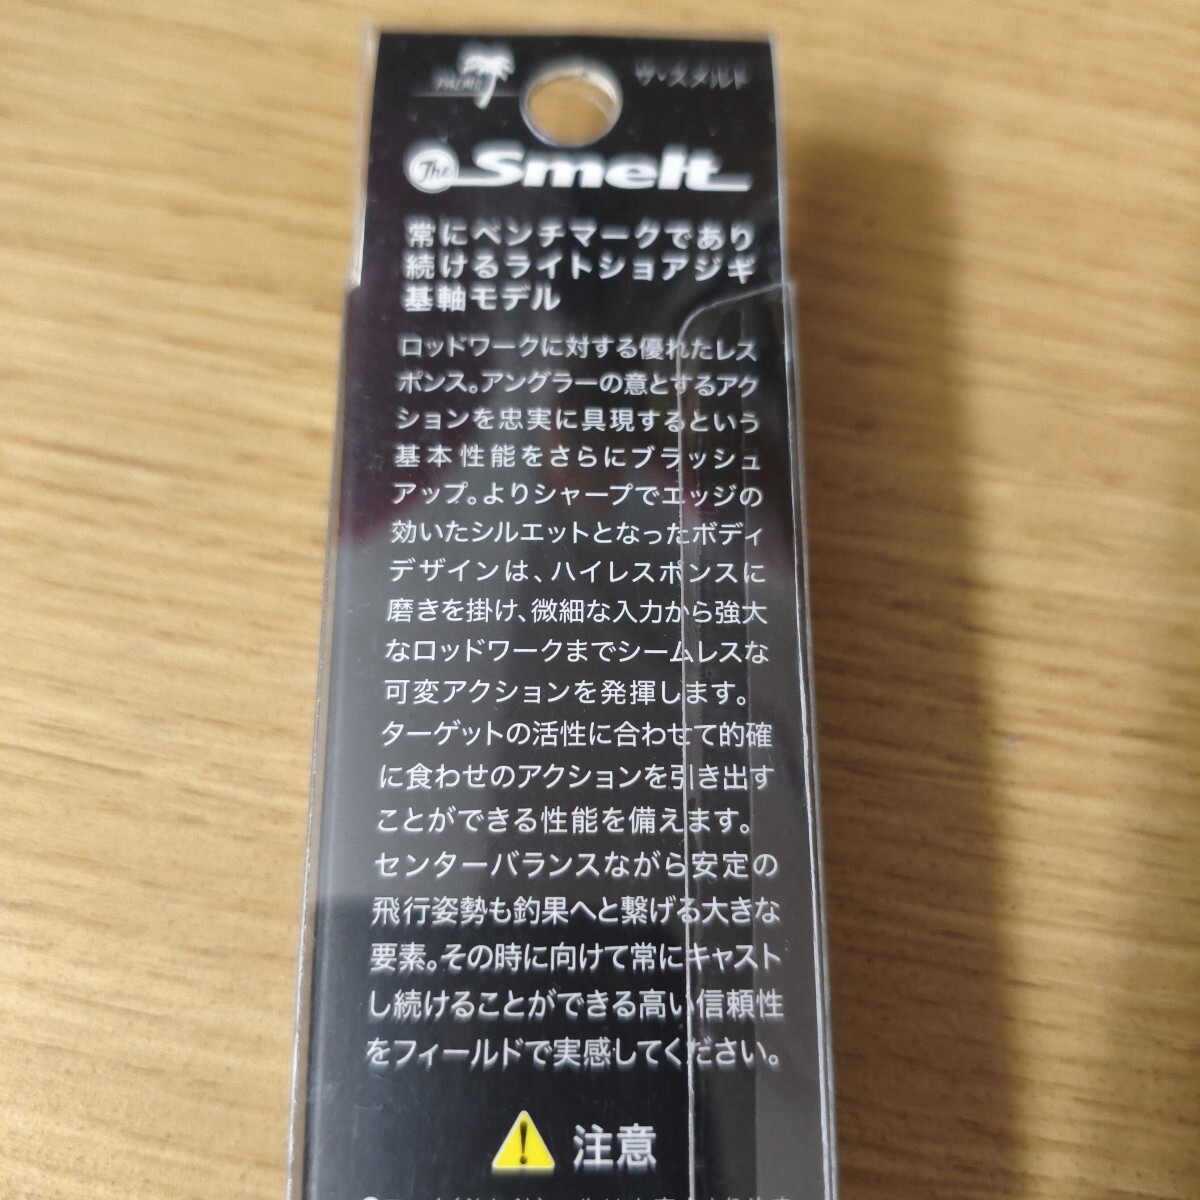 PALMS
ザ・スメルト
The Smelt
常にベンチマークであり
続けるライトショアジギ
基軸モデル
ロッドワークに対する優れたレス
ポンス。アングラーの意とするアク
ションを忠実に具現するという
基本性能をさらにブラッシュ
アップ。よりシャープでエッジの
効いたシルエットとなったボディ
デザインは、ハイレスポンスに
磨きを掛け、微細な入力から強大
なロッドワークまでシームレスな
可変アクションを発揮します。
ターゲットの活性に合わせて的確
に食わせのアクションを引き出す
ことができる性能を備えます。
センターバランスながら安定の
飛行姿勢も釣果へと繋げる大きな
要素。その時に向けて常にキャスト
し続けることができる高い信頼性
をフィールドで実感してください。
注意